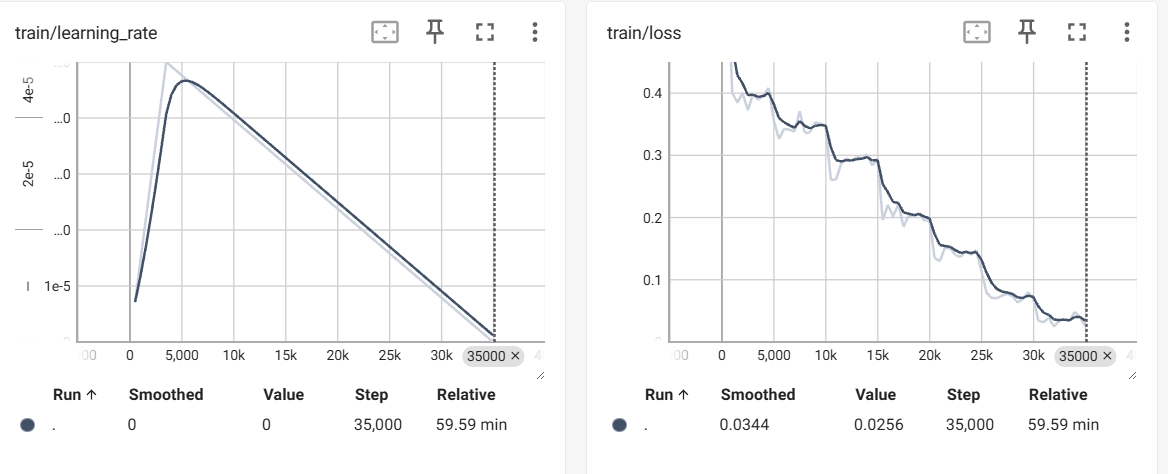 train/learning_rate
4e-5
...0
...0
2e-5
...0
1e-5
0
5,000
10k
15k
20k
25k
30k
35000 ×
Run ↑ Smoothed Value Step Relative
. 0 0 35,000 59.59 min
train/loss
0.4
0.3
0.2
0.1
0
5,000
10k
15k
20k
25k
30k
35000 ×
Run ↑ Smoothed Value Step Relative
. 0.0344 0.0256 35,000 59.59 min